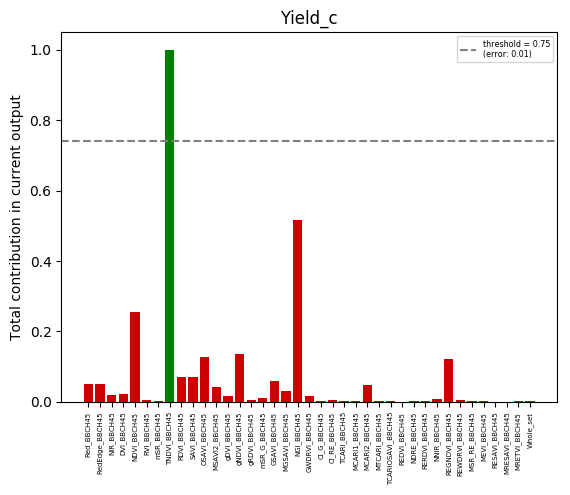 Yield_c
Total contribution in current output
1.0
0.8
0.6
0.4
0.2
0.0
threshold = 0.75
(error: 0.01)
Red_BBCH45
RedEdge_BBCH45
NIR_BBCH45
DVI_BBCH45
NDVI_BBCH45
RVI_BBCH45
mSR_BBCH45
TNDVI_BBCH45
RDVI_BBCH45
SAVI_BBCH45
OSAVI_BBCH45
MSAVI2_BBCH45
gDVI_BBCH45
gNDVI_BBCH45
gRDVI_BBCH45
mSR_G_BBCH45
GSAVI_BBCH45
MGSAVI_BBCH45
NGI_BBCH45
GWDRVI_BBCH45
CI_G_BBCH45
CI_RE_BBCH45
TCARI_BBCH45
MCARI1_BBCH45
MCARI2_BBCH45
MTCARI_BBCH45
TCARIOSAVI_BBCH45
REDVI_BBCH45
NDRE_BBCH45
RERDVI_BBCH45
NNIR_BBCH45
REGNDVI_BBCH45
REWDRVI_BBCH45
MSR_RE_BBCH45
MEVI_BBCH45
RESAVI_BBCH45
MRESAVI_BBCH45
MRETVI_BBCH45
Whole_set